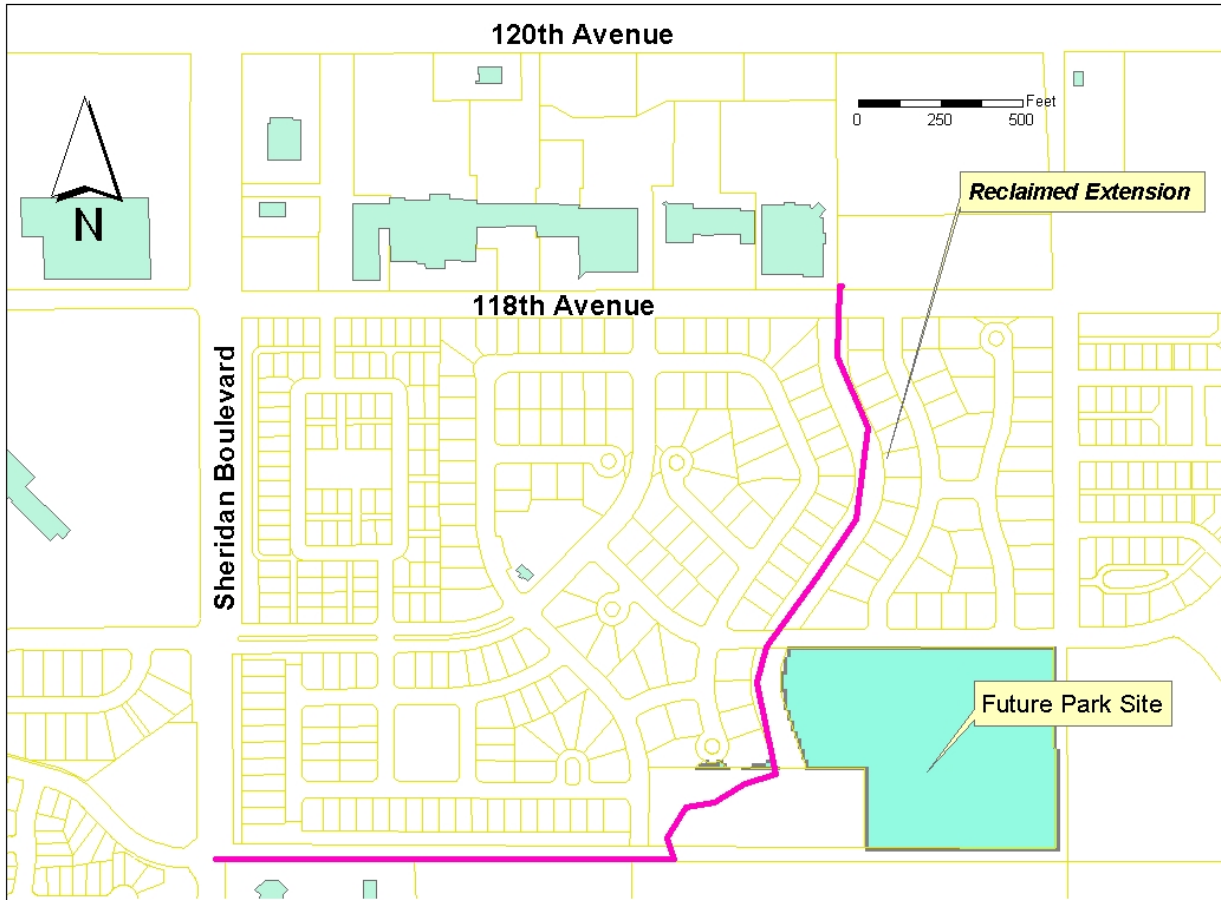 120th Avenue
Feet
0 250 500
Reclaimed Extension
N
118th Avenue
Sheridan Boulevard
Future Park Site